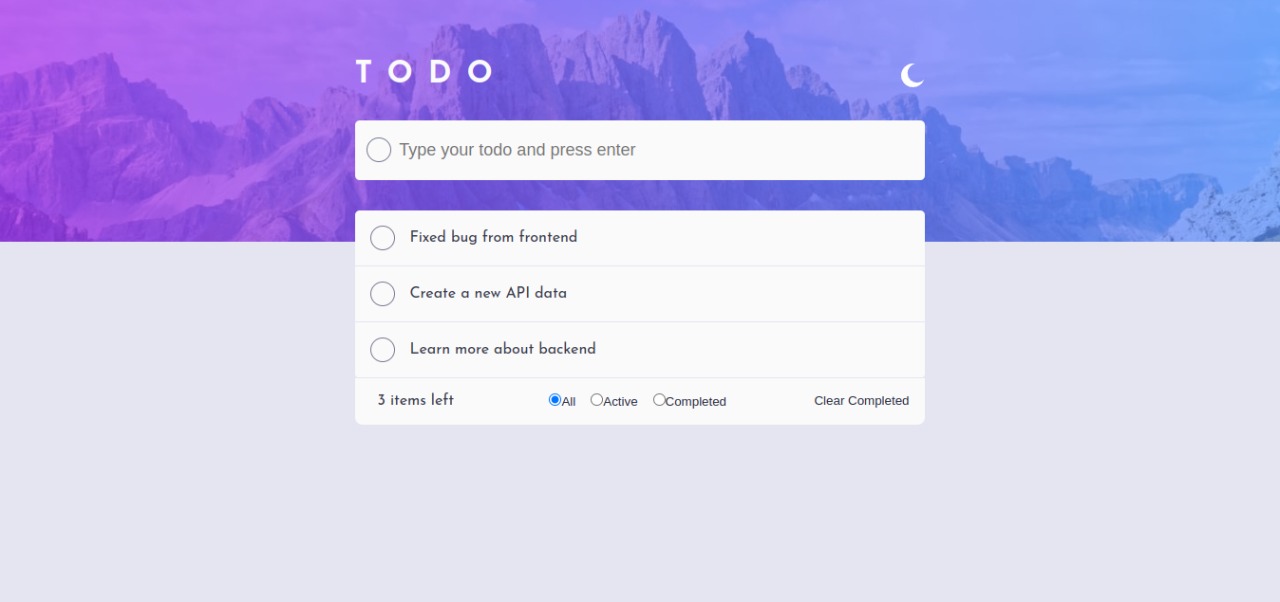 TODO
Type your todo and press enter
Fixed bug from frontend
Create a new API data
Learn more about backend
3 items left All Active Completed Clear Completed